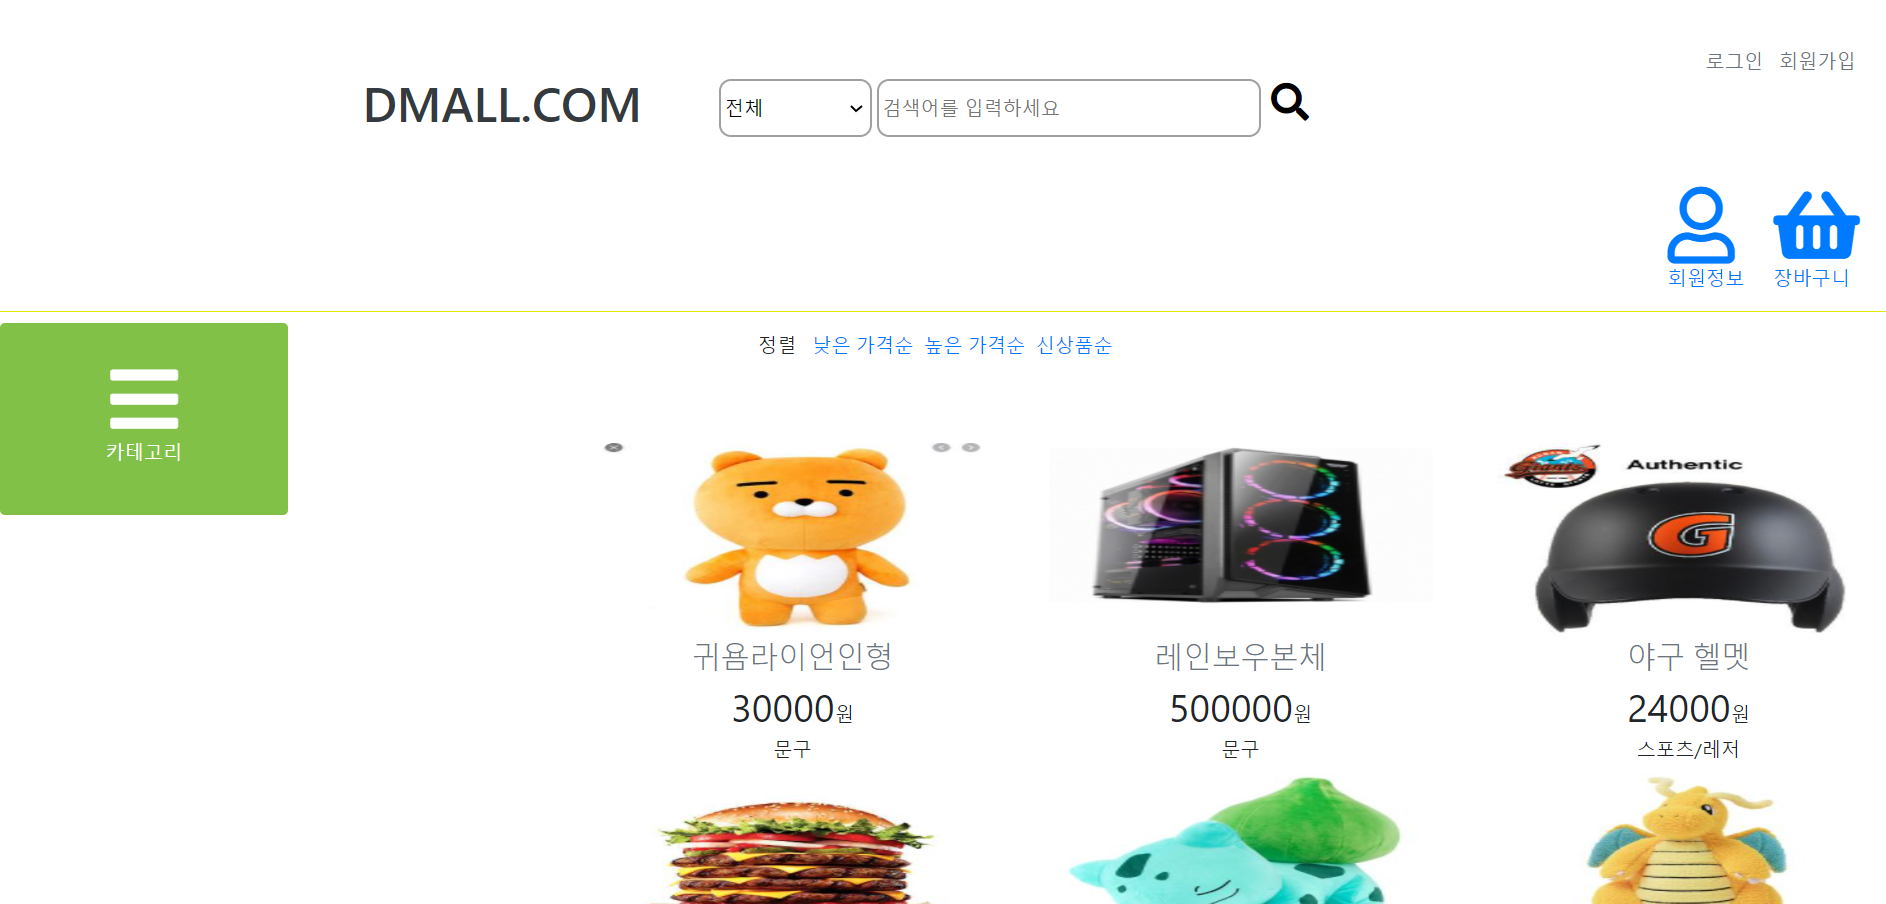 로그인 회원가입
DMALL.COM 전체 검색어를 입력하세요
회원정보 장바구니
정렬 낮은 가격순 높은 가격순 신상품순
카테고리
Giants Authentic
G
귀욤라이언인형 레인보우본체 야구 헬멧
30000원 500000원 24000원
문구 문구 스포츠/레저